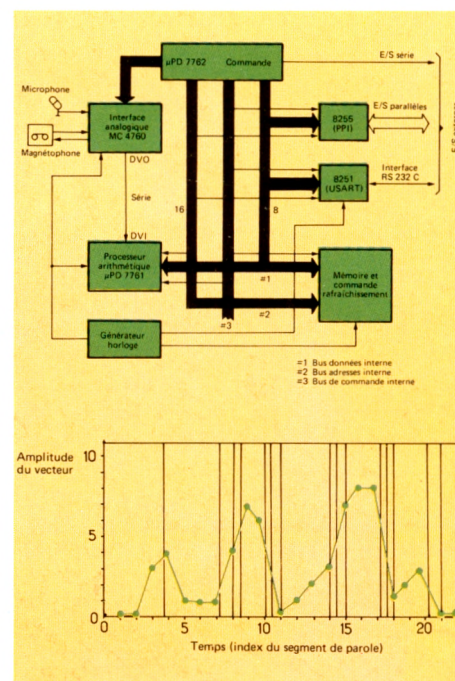 µPD 7762 Commande
E/S série
Microphone
Interface
analogique
MC 4760
8255
(PPI)
E/S parallèles
Magnétophone
DVO
8251
(USART)
Interface
RS 232 C
Série
16
8
DVI
Processeur
arithmétique
µPD 7761
=1
Mémoire et
commande
rafraîchissement
=2
=3
Générateur
horloge
=1 Bus données interne
=2 Bus adresses interne
=3 Bus de commande interne
Amplitude
du vecteur
10
5
0
0 5 10 15 20
Temps (index du segment de parole)